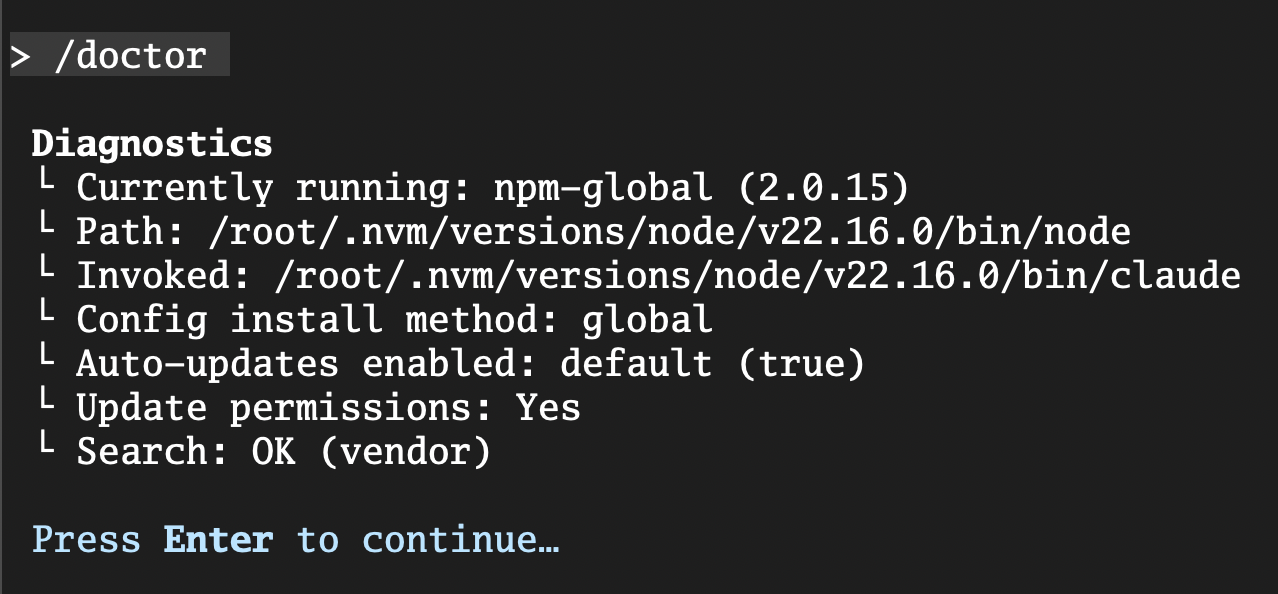 > /doctor
Diagnostics
└ Currently running: npm-global (2.0.15)
└ Path: /root/.nvm/versions/node/v22.16.0/bin/node
└ Invoked: /root/.nvm/versions/node/v22.16.0/bin/claude
└ Config install method: global
└ Auto-updates enabled: default (true)
└ Update permissions: Yes
└ Search: OK (vendor)
Press Enter to continue…